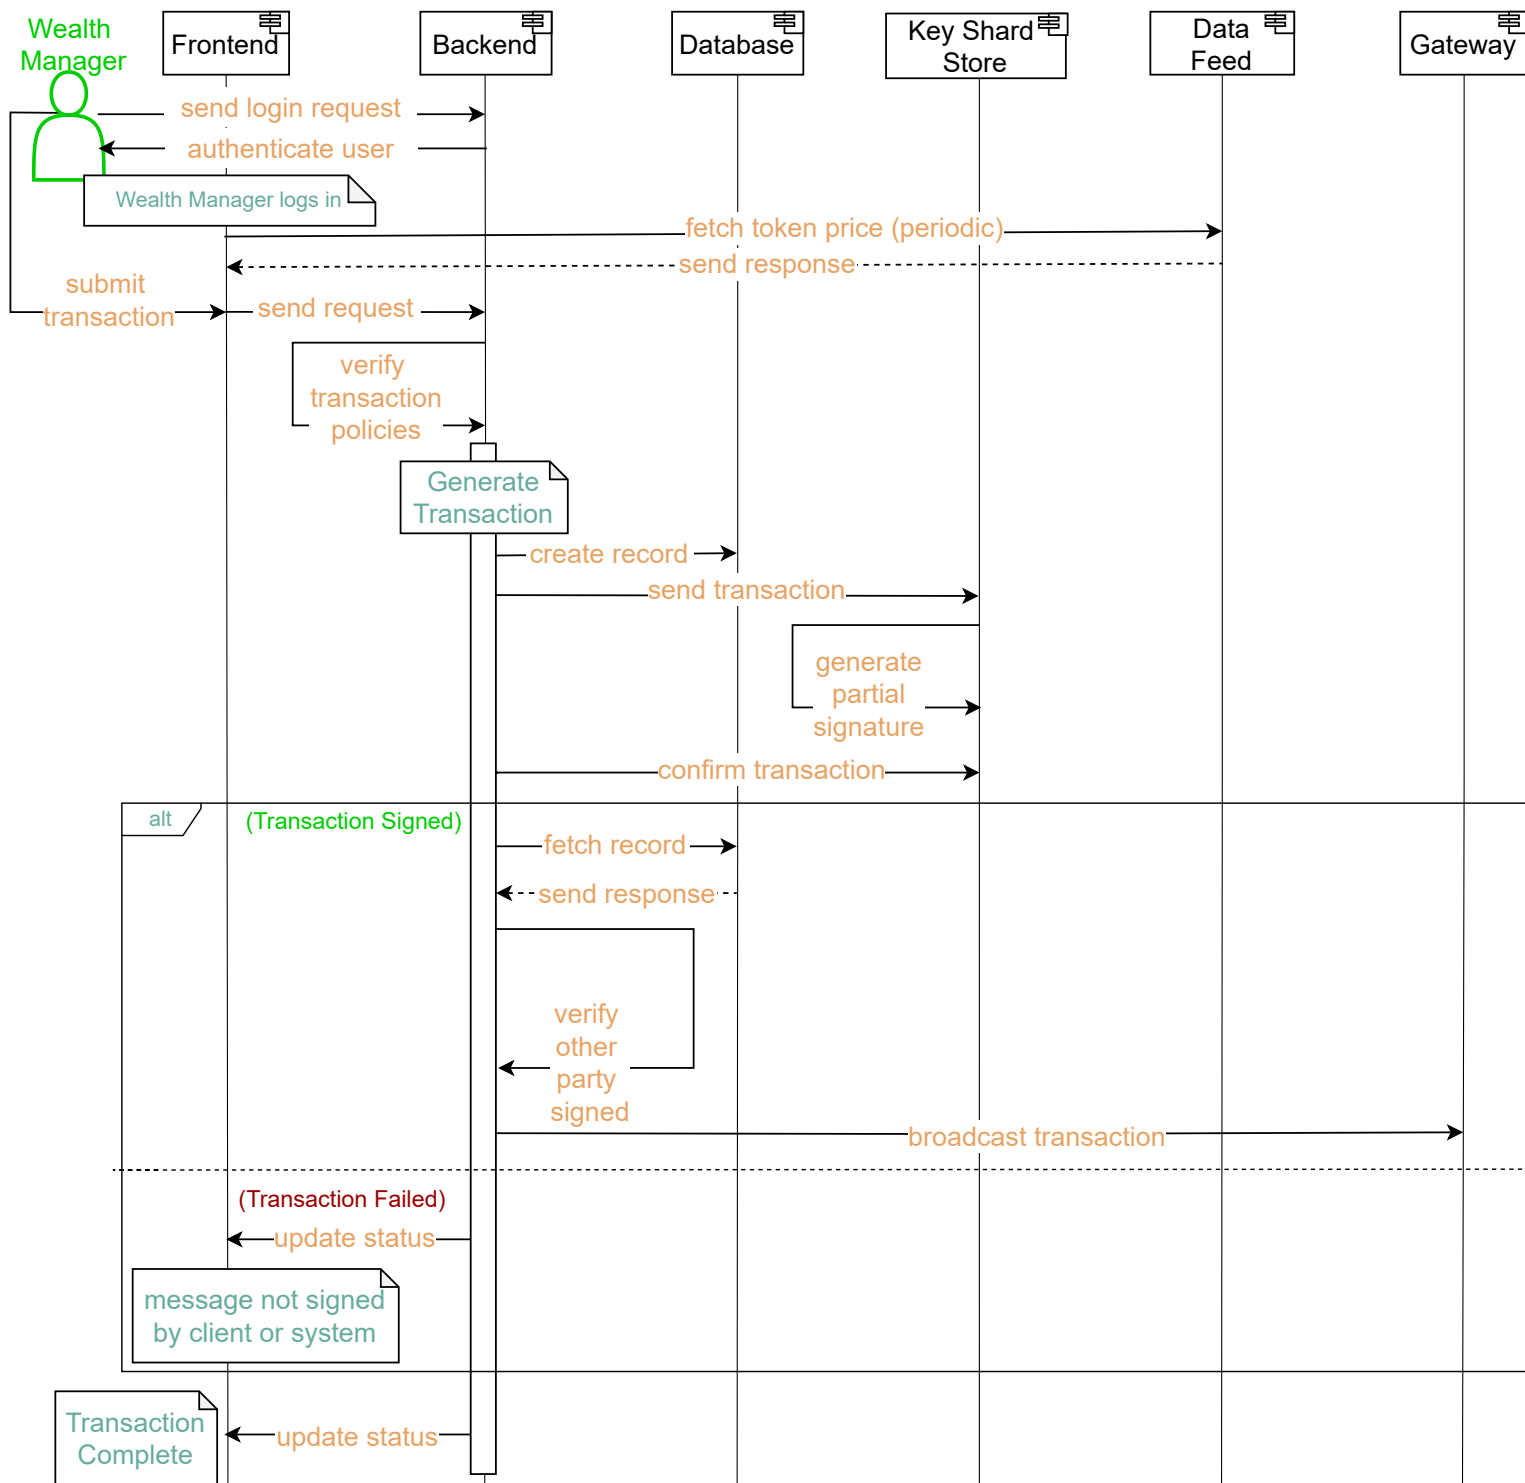 Wealth
Manager
Frontend
Backend
Database
Key Shard
Store
Data
Feed
Gateway
send login request
authenticate user
Wealth Manager logs in
fetch token price (periodic)
send response
submit
transaction
send request
verify
transaction
policies
Generate
Transaction
create record
send transaction
generate
partial
signature
confirm transaction
alt
(Transaction Signed)
fetch record
send response
verify
other
party
signed
broadcast transaction
(Transaction Failed)
update status
message not signed
by client or system
Transaction
Complete
update status